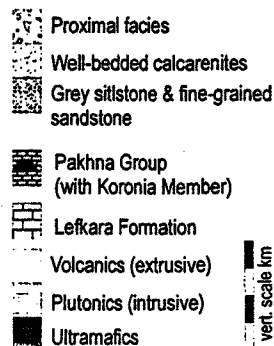 Proximal facies
Well-bedded calcarenites
Grey sitlstone & fine-grained
sandstone
Pakhna Group
(with Koronia Member)
Lefkara Formation
Volcanics (extrusive)
Plutonics (intrusive)
Ultramafics
vert. scale km